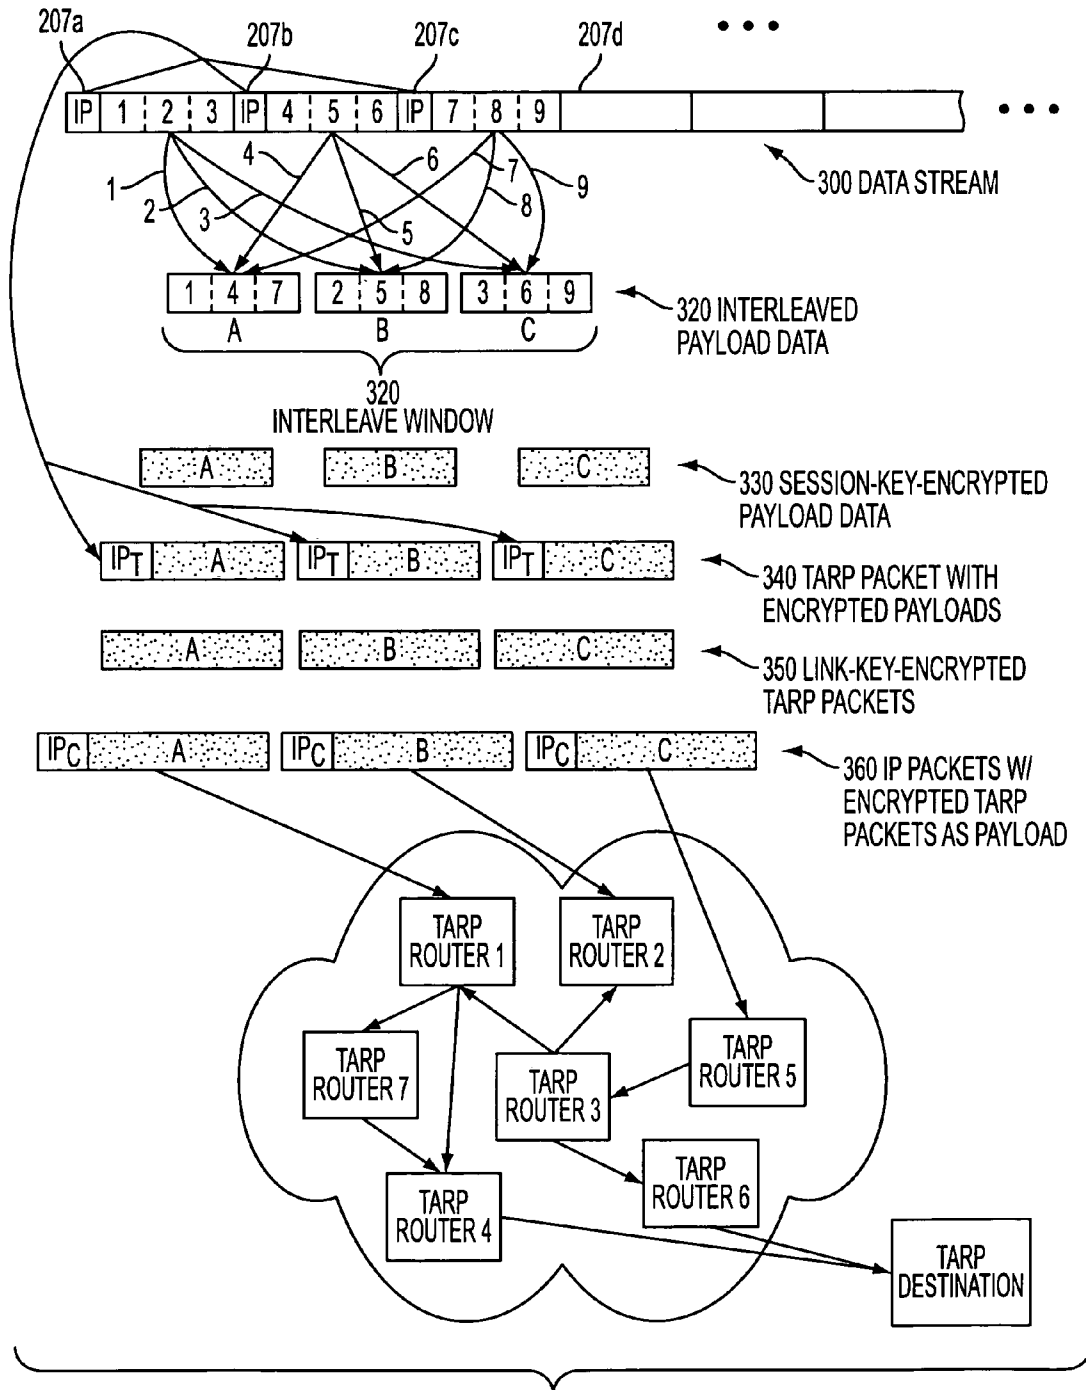 207a
207b
207c
207d
IP 1 2 3 IP 4 5 6 IP 7 8 9
300 DATA STREAM
1
2
3
4
5
6
7
8
9
1 4 7
2 5 8
3 6 9
A
B
C
320 INTERLEAVED
PAYLOAD DATA
320
INTERLEAVE WINDOW
A
B
C
330 SESSION-KEY-ENCRYPTED
PAYLOAD DATA
IPT A
IPT B
IPT C
340 TARP PACKET WITH
ENCRYPTED PAYLOADS
A
B
C
350 LINK-KEY-ENCRYPTED
TARP PACKETS
IPC A
IPC B
IPC C
360 IP PACKETS W/
ENCRYPTED TARP
PACKETS AS PAYLOAD
TARP
ROUTER 1
TARP
ROUTER 2
TARP
ROUTER 7
TARP
ROUTER 3
TARP
ROUTER 5
TARP
ROUTER 4
TARP
ROUTER 6
TARP
DESTINATION